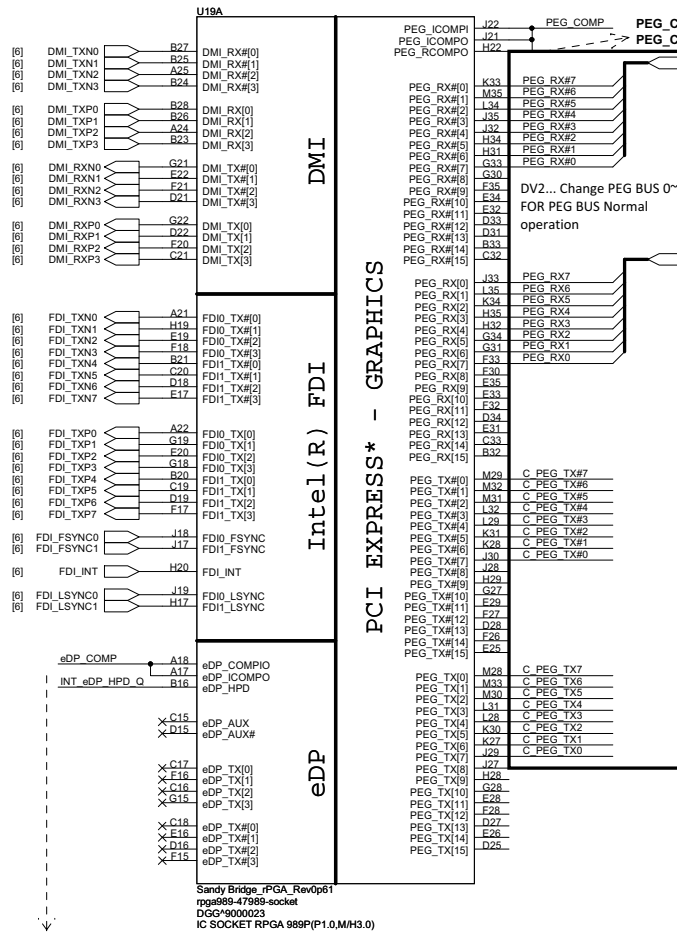 U19A
[6] DMI_TXN0 B27 DMI_RX#[0]
[6] DMI_TXN1 B25 DMI_RX#[1]
[6] DMI_TXN2 A25 DMI_RX#[2]
[6] DMI_TXN3 B24 DMI_RX#[3]
[6] DMI_TXP0 B28 DMI_RX[0]
[6] DMI_TXP1 B26 DMI_RX[1]
[6] DMI_TXP2 A24 DMI_RX[2]
[6] DMI_TXP3 B23 DMI_RX[3]
[6] DMI_RXN0 G21 DMI_TX#[0]
[6] DMI_RXN1 E22 DMI_TX#[1]
[6] DMI_RXN2 F21 DMI_TX#[2]
[6] DMI_RXN3 D21 DMI_TX#[3]
[6] DMI_RXP0 G22 DMI_TX[0]
[6] DMI_RXP1 D22 DMI_TX[1]
[6] DMI_RXP2 F20 DMI_TX[2]
[6] DMI_RXP3 C21 DMI_TX[3]
DMI
[6] FDI_TXN0 A21 FDI0_TX#[0]
[6] FDI_TXN1 H19 FDI0_TX#[1]
[6] FDI_TXN2 E19 FDI0_TX#[2]
[6] FDI_TXN3 F18 FDI0_TX#[3]
[6] FDI_TXN4 B21 FDI1_TX#[0]
[6] FDI_TXN5 C20 FDI1_TX#[1]
[6] FDI_TXN6 D18 FDI1_TX#[2]
[6] FDI_TXN7 E17 FDI1_TX#[3]
[6] FDI_TXP0 A22 FDI0_TX[0]
[6] FDI_TXP1 G19 FDI0_TX[1]
[6] FDI_TXP2 E20 FDI0_TX[2]
[6] FDI_TXP3 G18 FDI0_TX[3]
[6] FDI_TXP4 B20 FDI1_TX[0]
[6] FDI_TXP5 C19 FDI1_TX[1]
[6] FDI_TXP6 D19 FDI1_TX[2]
[6] FDI_TXP7 F17 FDI1_TX[3]
[6] FDI_FSYNC0 J18 FDI0_FSYNC
[6] FDI_FSYNC1 J17 FDI1_FSYNC
[6] FDI_INT H20 FDI_INT
[6] FDI_LSYNC0 J19 FDI0_LSYNC
[6] FDI_LSYNC1 H17 FDI1_LSYNC
Intel(R) FDI
eDP_COMP A18 eDP_COMPIO
A17 eDP_ICOMPO
INT_eDP_HPD_Q B16 eDP_HPD
C15 eDP_AUX
D15 eDP_AUX#
C17 eDP_TX[0]
F16 eDP_TX[1]
C16 eDP_TX[2]
G15 eDP_TX[3]
C18 eDP_TX#[0]
E16 eDP_TX#[1]
D16 eDP_TX#[2]
F15 eDP_TX#[3]
eDP
PCI EXPRESS* - GRAPHICS
PEG_ICOMPI J22 PEG_COMP PEG_C
PEG_ICOMPO J21 PEG_C
PEG_RCOMPO H22
PEG_RX#[0] K33 PEG_RX#7
PEG_RX#[1] M35 PEG_RX#6
PEG_RX#[2] L34 PEG_RX#5
PEG_RX#[3] J35 PEG_RX#4
PEG_RX#[4] J32 PEG_RX#3
PEG_RX#[5] H34 PEG_RX#2
PEG_RX#[6] H31 PEG_RX#1
PEG_RX#[7] G33 PEG_RX#0
PEG_RX#[8] G30
PEG_RX#[9] F35
PEG_RX#[10] E34
PEG_RX#[11] E32
PEG_RX#[12] D33
PEG_RX#[13] D31
PEG_RX#[14] B33
PEG_RX#[15] C32
DV2... Change PEG BUS 0~
FOR PEG BUS Normal
operation
PEG_RX[0] J33 PEG_RX7
PEG_RX[1] L35 PEG_RX6
PEG_RX[2] K34 PEG_RX5
PEG_RX[3] H35 PEG_RX4
PEG_RX[4] H32 PEG_RX3
PEG_RX[5] G34 PEG_RX2
PEG_RX[6] G31 PEG_RX1
PEG_RX[7] F33 PEG_RX0
PEG_RX[8] F30
PEG_RX[9] E35
PEG_RX[10] E33
PEG_RX[11] F32
PEG_RX[12] D34
PEG_RX[13] E31
PEG_RX[14] C33
PEG_RX[15] B32
PEG_TX#[0] M29 C_PEG_TX#7
PEG_TX#[1] M32 C_PEG_TX#6
PEG_TX#[2] M31 C_PEG_TX#5
PEG_TX#[3] L32 C_PEG_TX#4
PEG_TX#[4] L29 C_PEG_TX#3
PEG_TX#[5] K31 C_PEG_TX#2
PEG_TX#[6] K28 C_PEG_TX#1
PEG_TX#[7] J30 C_PEG_TX#0
PEG_TX#[8] J28
PEG_TX#[9] H29
PEG_TX#[10] G27
PEG_TX#[11] E29
PEG_TX#[12] F27
PEG_TX#[13] D28
PEG_TX#[14] F26
PEG_TX#[15] E25
PEG_TX[0] M28 C_PEG_TX7
PEG_TX[1] M33 C_PEG_TX6
PEG_TX[2] M30 C_PEG_TX5
PEG_TX[3] L31 C_PEG_TX4
PEG_TX[4] L28 C_PEG_TX3
PEG_TX[5] K30 C_PEG_TX2
PEG_TX[6] K27 C_PEG_TX1
PEG_TX[7] J29 C_PEG_TX0
PEG_TX[8] J27
PEG_TX[9] H28
PEG_TX[10] G28
PEG_TX[11] E28
PEG_TX[12] F28
PEG_TX[13] D27
PEG_TX[14] E26
PEG_TX[15] D25
Sandy Bridge_rPGA_Rev0p61
rpga989-47989-socket
DGG^9000023
IC SOCKET RPGA 989P(P1.0,M/H3.0)